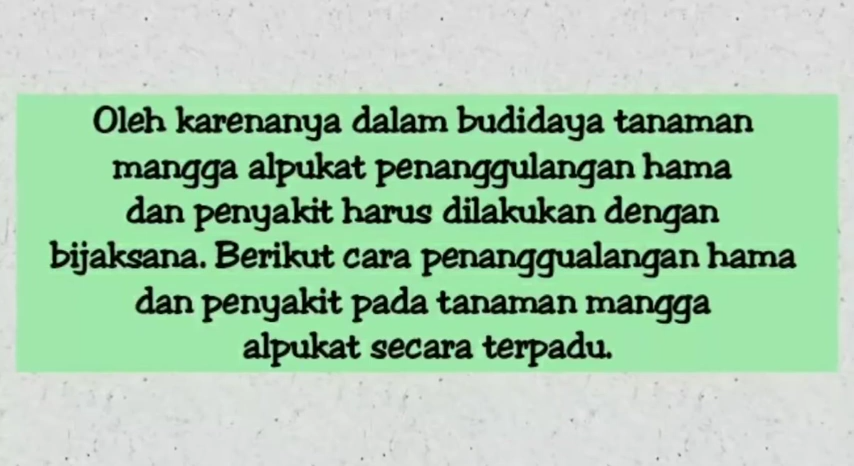 Oleh karenanya dalam budidaya tanaman
mangga alpukat penanggulangan hama
dan penyakit harus dilakukan dengan
bijaksana. Berikut cara penanggualangan hama
dan penyakit pada tanaman mangga
alpukat secara terpadu.